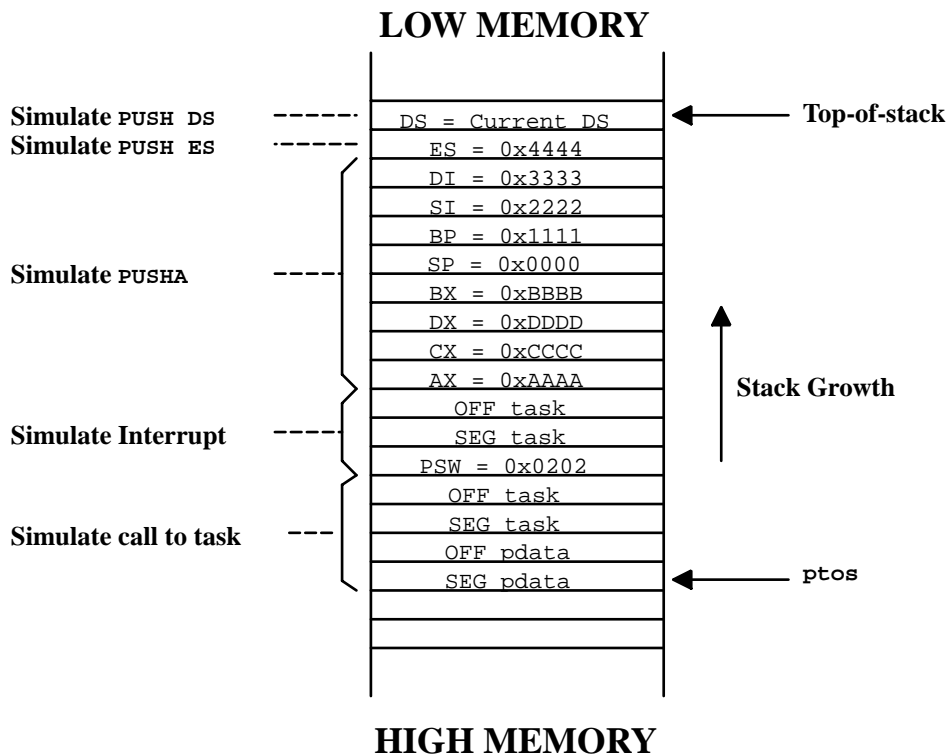 LOW MEMORY
Simulate PUSH DS
DS = Current DS
Top-of-stack
Simulate PUSH ES
ES = 0x4444
DI = 0x3333
SI = 0x2222
BP = 0x1111
Simulate PUSHA
SP = 0x0000
BX = 0xBBBB
DX = 0xDDDD
CX = 0xCCCC
AX = 0xAAAA
Stack Growth
OFF task
Simulate Interrupt
SEG task
PSW = 0x0202
OFF task
Simulate call to task
SEG task
OFF pdata
SEG pdata
ptos
HIGH MEMORY